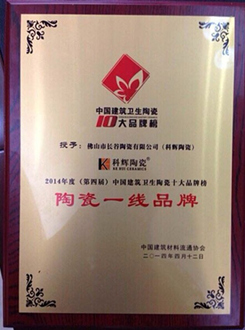 中国建筑卫生陶瓷
10大品牌榜
授予：佛山市长谷陶瓷有限公司（科辉陶瓷）
K 科辉陶瓷®
KE HUI CERAMICS
2014年度（第四届）中国建筑卫生陶瓷十大品牌榜
陶瓷一线品牌
中国建筑材料流通协会
二〇一四年四月十二日